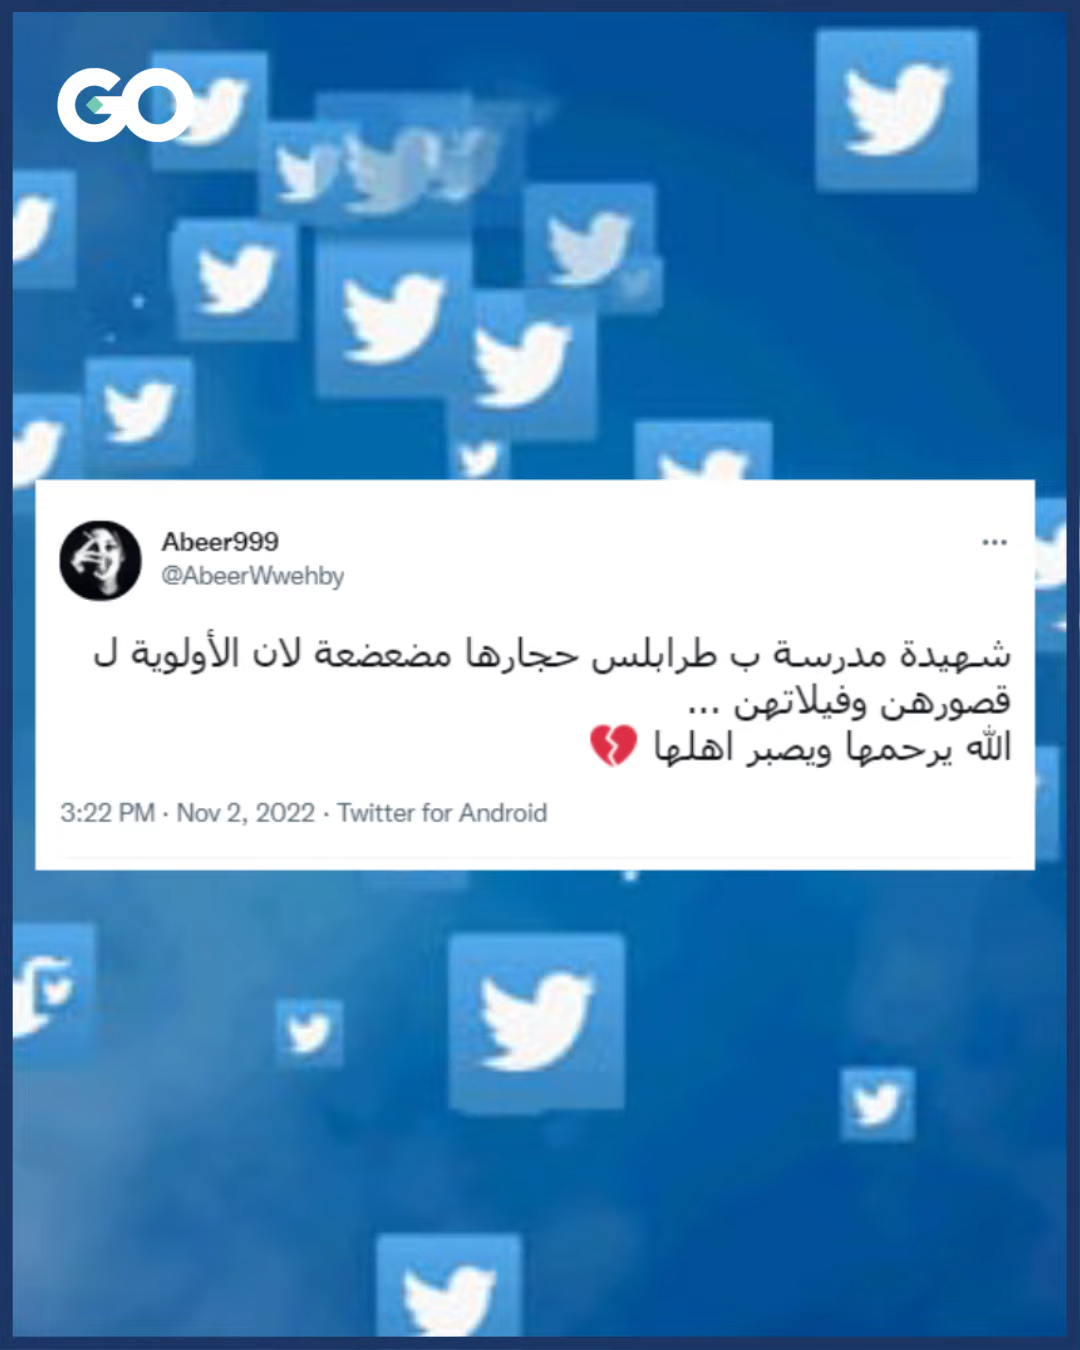 GO
Abeer999
@AbeerWwehby
شهيدة مدرسة ب طرابلس حجارها مضعضعة لان الأولوية ل
قصورهن وفيلاتهن ...
الله يرحمها ويصبر اهلها 💔
3:22 PM · Nov 2, 2022 · Twitter for Android